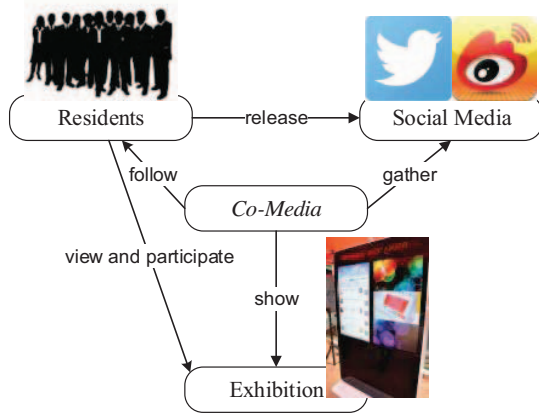 Residents
release
Social Media
follow
gather
Co-Media
view and participate
show
Exhibition